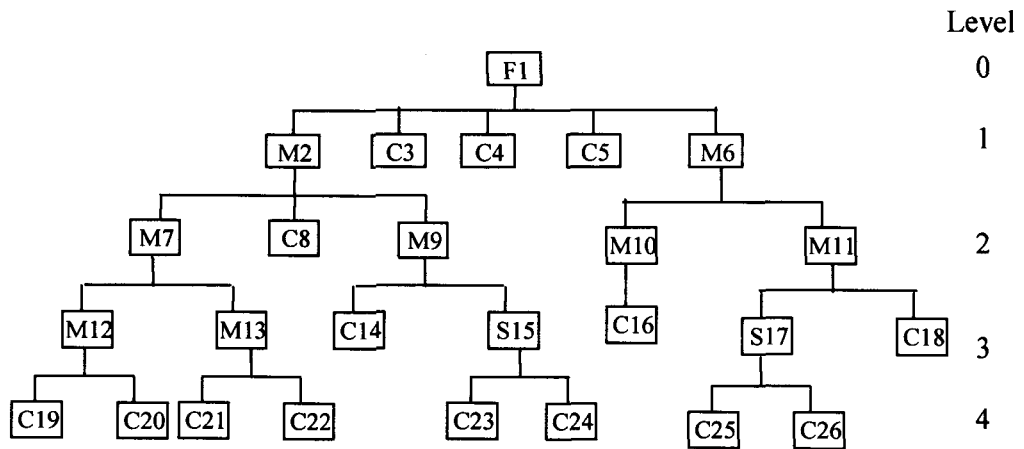 Level
F1 0
M2 C3 C4 C5 M6 1
M7 C8 M9 M10 M11 2
M12 M13 C14 S15 C16 S17 C18 3
C19 C20 C21 C22 C23 C24 C25 C26 4